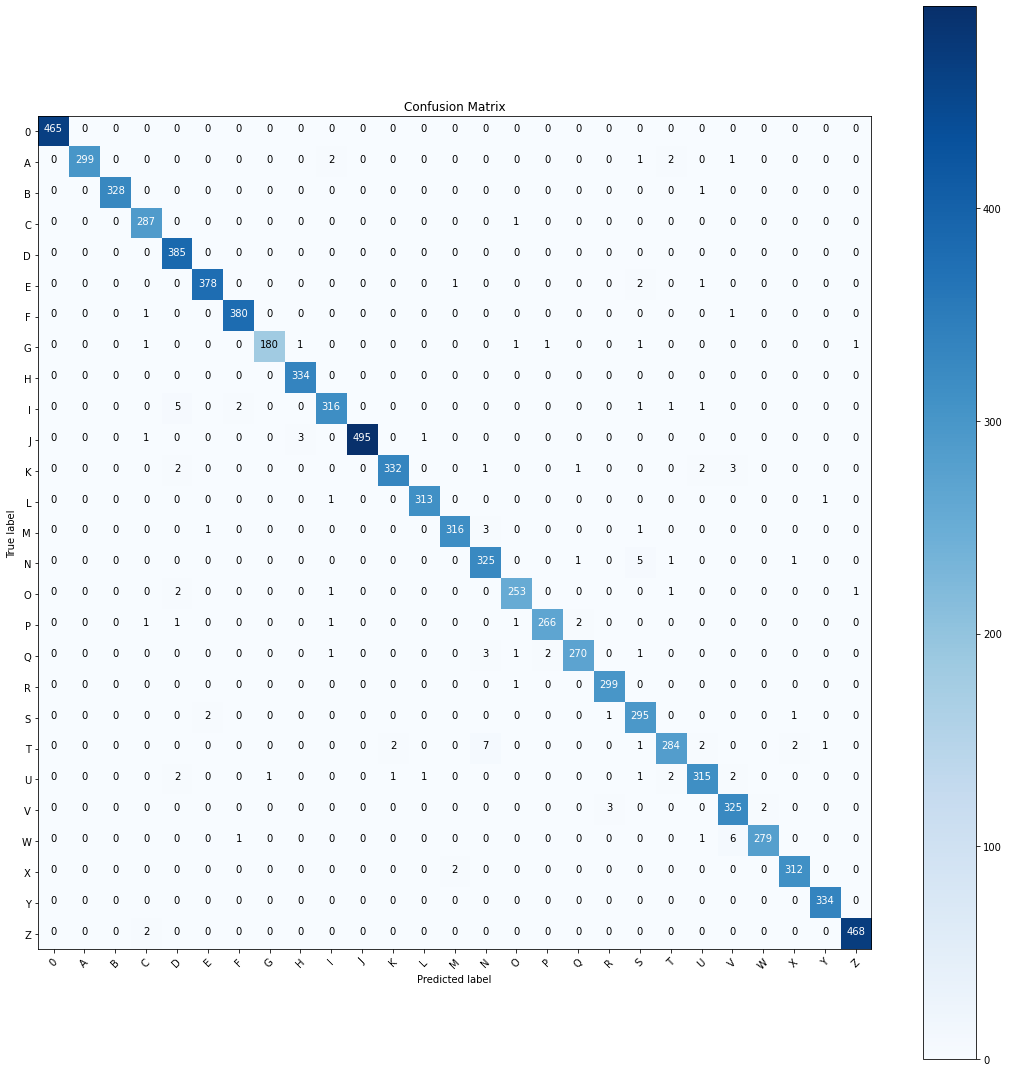 Confusion Matrix
0 465 0 0 0 0 0 0 0 0 0 0 0 0 0 0 0 0 0 0 0 0 0 0 0 0 0 0
A 0 299 0 0 0 0 0 0 0 2 0 0 0 0 0 0 0 0 0 1 2 0 1 0 0 0 0
B 0 0 328 0 0 0 0 0 0 0 0 0 0 0 0 0 0 0 0 0 0 1 0 0 0 0 0
C 0 0 0 287 0 0 0 0 0 0 0 0 0 0 0 1 0 0 0 0 0 0 0 0 0 0 0
D 0 0 0 0 385 0 0 0 0 0 0 0 0 0 0 0 0 0 0 0 0 0 0 0 0 0 0
E 0 0 0 0 0 378 0 0 0 0 0 0 0 1 0 0 0 0 0 2 0 1 0 0 0 0 0
F 0 0 0 1 0 0 380 0 0 0 0 0 0 0 0 0 0 0 0 0 0 0 1 0 0 0 0
G 0 0 0 1 0 0 0 180 1 0 0 0 0 0 0 1 1 0 0 1 0 0 0 0 0 0 1
H 0 0 0 0 0 0 0 0 334 0 0 0 0 0 0 0 0 0 0 0 0 0 0 0 0 0 0
I 0 0 0 0 5 0 2 0 0 316 0 0 0 0 0 0 0 0 0 1 1 1 0 0 0 0 0
J 0 0 0 1 0 0 0 0 3 0 495 0 1 0 0 0 0 0 0 0 0 0 0 0 0 0 0
K 0 0 0 0 2 0 0 0 0 0 0 332 0 0 1 0 0 1 0 0 0 2 3 0 0 0 0
L 0 0 0 0 0 0 0 0 0 1 0 0 313 0 0 0 0 0 0 0 0 0 0 0 0 1 0
M 0 0 0 0 0 1 0 0 0 0 0 0 0 316 3 0 0 0 0 1 0 0 0 0 0 0 0
N 0 0 0 0 0 0 0 0 0 0 0 0 0 0 325 0 0 1 0 5 1 0 0 0 1 0 0
O 0 0 0 0 2 0 0 0 0 1 0 0 0 0 0 253 0 0 0 0 1 0 0 0 0 0 1
P 0 0 0 1 1 0 0 0 0 1 0 0 0 0 0 1 266 2 0 0 0 0 0 0 0 0 0
Q 0 0 0 0 0 0 0 0 0 1 0 0 0 0 3 1 2 270 0 1 0 0 0 0 0 0 0
R 0 0 0 0 0 0 0 0 0 0 0 0 0 0 0 1 0 0 299 0 0 0 0 0 0 0 0
S 0 0 0 0 0 2 0 0 0 0 0 0 0 0 0 0 0 0 1 295 0 0 0 0 1 0 0
T 0 0 0 0 0 0 0 0 0 0 0 2 0 0 7 0 0 0 0 1 284 2 0 0 2 1 0
U 0 0 0 0 2 0 0 1 0 0 0 1 1 0 0 0 0 0 0 1 2 315 2 0 0 0 0
V 0 0 0 0 0 0 0 0 0 0 0 0 0 0 0 0 0 0 3 0 0 0 325 2 0 0 0
W 0 0 0 0 0 0 1 0 0 0 0 0 0 0 0 0 0 0 0 0 0 1 6 279 0 0 0
X 0 0 0 0 0 0 0 0 0 0 0 0 0 2 0 0 0 0 0 0 0 0 0 0 312 0 0
Y 0 0 0 0 0 0 0 0 0 0 0 0 0 0 0 0 0 0 0 0 0 0 0 0 0 334 0
Z 0 0 0 2 0 0 0 0 0 0 0 0 0 0 0 0 0 0 0 0 0 0 0 0 0 0 468
0 A B C D E F G H I J K L M N O P Q R S T U V W X Y Z
Predicted label
True label
400
300
200
100
0